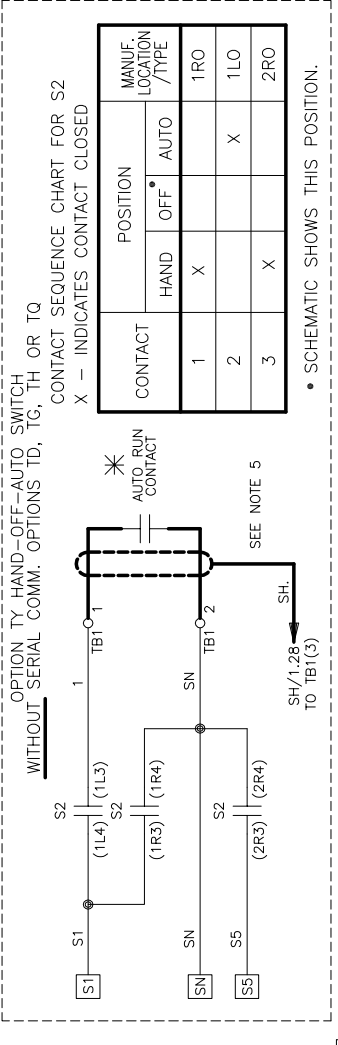 OPTION TY HAND-OFF-AUTO SWITCH
WITHOUT SERIAL COMM. OPTIONS TD, TG, TH OR TQ
S1
S1
S2
(1L4)
(1L3)
1
1
TB1
S2
(1R3)
(1R4)
AUTO RUN
CONTACT
SN
SN
SN
2
TB1
S5
S5
S2
(2R3)
(2R4)
SH/1.28
TO TB1(3)
SH.
SEE NOTE 5
CONTACT SEQUENCE CHART FOR S2
X – INDICATES CONTACT CLOSED
CONTACT
POSITION
MANUF.
LOCATION
/TYPE
HAND
OFF •
AUTO
1 X 1RO
2 X 1LO
3 X 2RO
• SCHEMATIC SHOWS THIS POSITION.